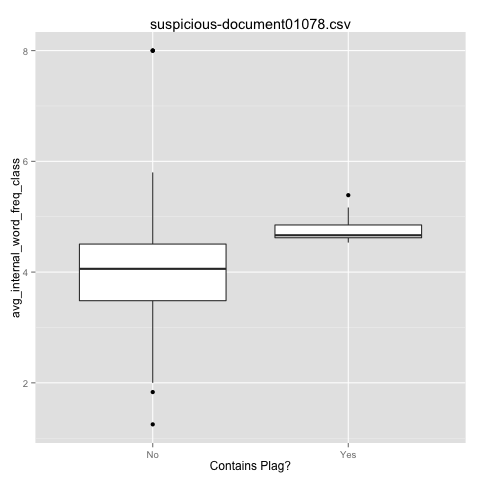 suspicious-document01078.csv
avg_internal_word_freq_class
8
6
4
2
No Yes
Contains Plag?